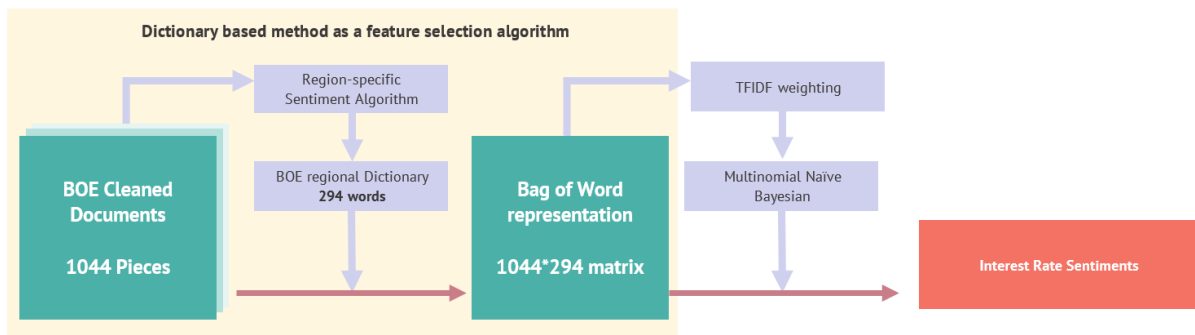 Dictionary based method as a feature selection algorithm
Region-specific
Sentiment Algorithm
TFIDF weighting
BOE Cleaned
Documents
1044 Pieces
BOE regional Dictionary
294 words
Bag of Word
representation
1044*294 matrix
Multinomial Naïve
Bayesian
Interest Rate Sentiments